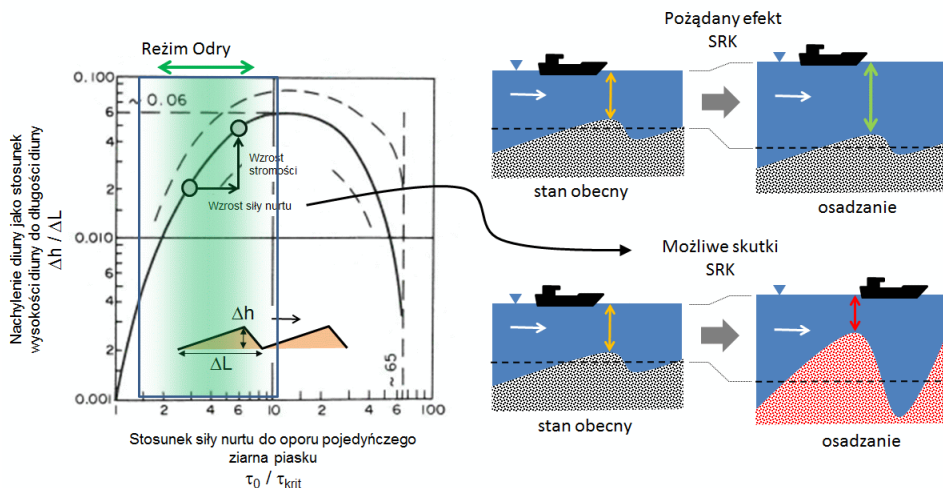 Reżim Odry
0.100
~ 0.06
6
4
2
0.010
6
4
2
0.001
1
2
4
6
10
2
4
6
100
Wzrost
stromości
Wzrost siły nurtu
Δh
ΔL
~ 65
Nachylenie diuny jako stosunek
wysokości diuny do długości diuny
Δh / ΔL
Stosunek siły nurtu do oporu pojedyńczego
ziarna piasku
τ0 / τkrit
Pożądany efekt
SRK
stan obecny
osadzanie
Możliwe skutki
SRK
stan obecny
osadzanie